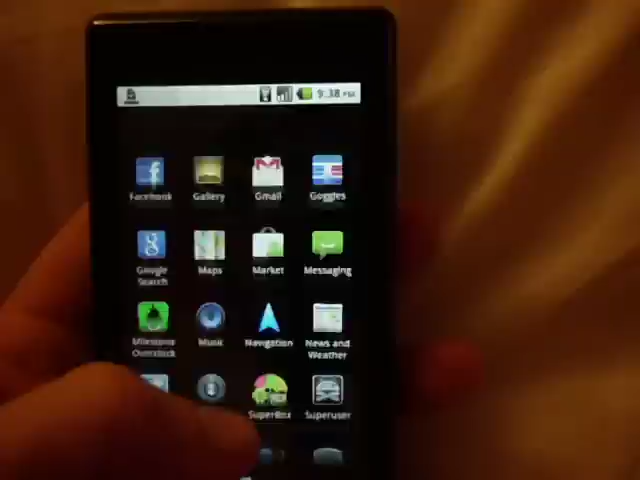 9:38 PM
Facebook Gallery Gmail Goggles
Google Maps Market Messaging
Search
Milestone Music Navigation News and
Overclock Weather
SuperBox Superuser